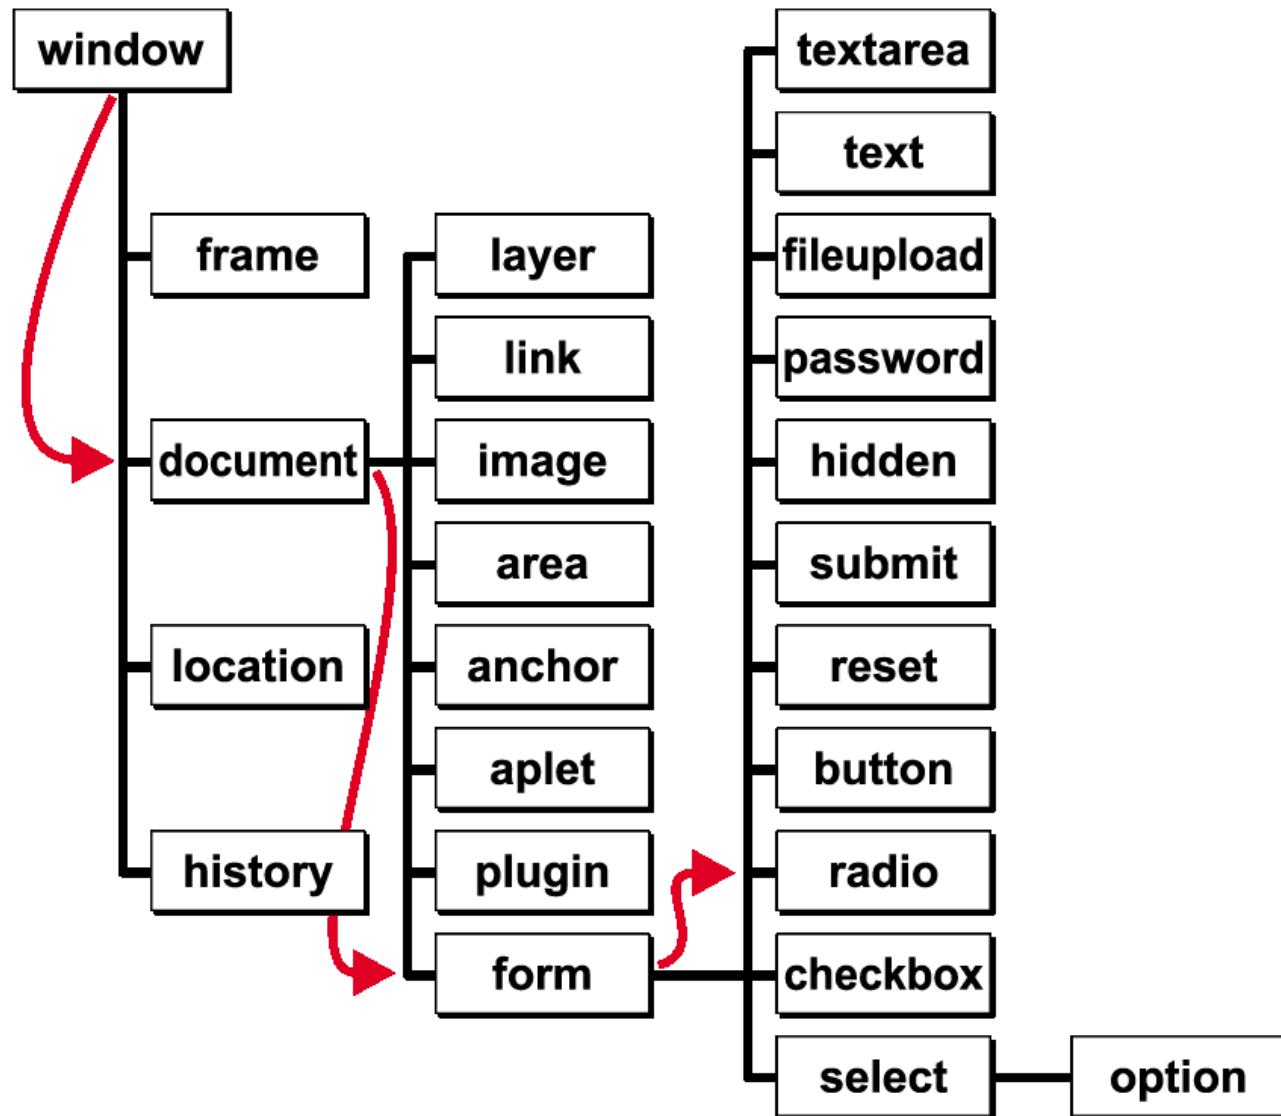 window
frame
document
location
history
layer
link
image
area
anchor
aplet
plugin
form
textarea
text
fileupload
password
hidden
submit
reset
button
radio
checkbox
select
option